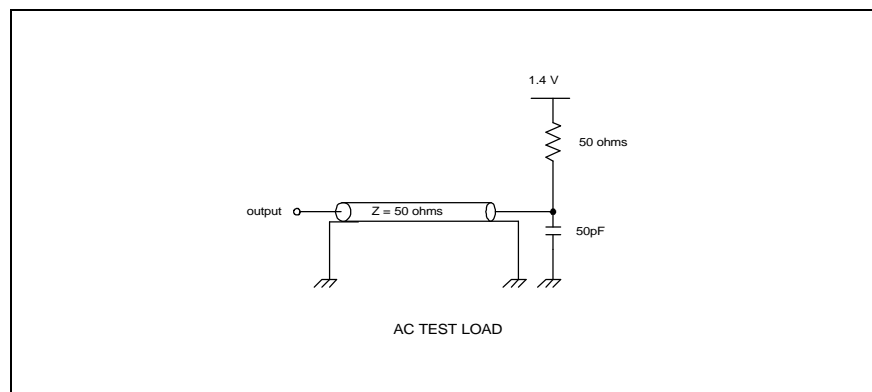 1.4 V
50 ohms
output
Z = 50 ohms
50pF
AC TEST LOAD